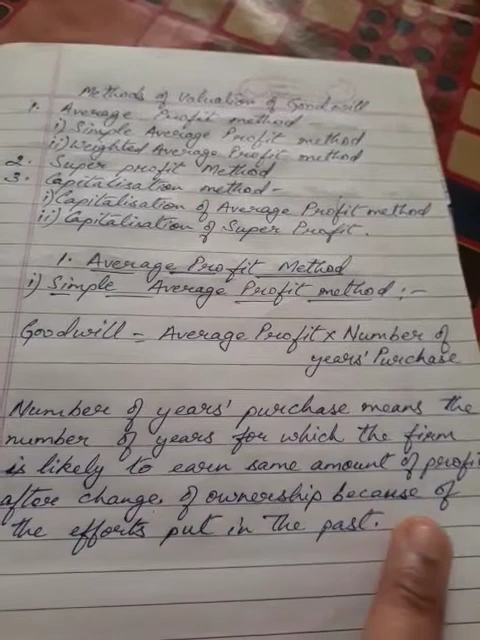 Methods of Valuation of Goodwill
1. Average Profit method -
i) Simple Average Profit method
ii) Weighted Average Profit method
2. Super profit Method
3. Capitalisation method -
i) Capitalisation of Average Profit method
ii) Capitalisation of Super Profit.
1. Average Profit Method
i) Simple Average Profit method :-
Goodwill = Average Profit x Number of
years' Purchase
Number of years' purchase means the
number of years for which the firm
is likely to earn same amount of profit
after change. of ownership because of
the efforts put in the past.